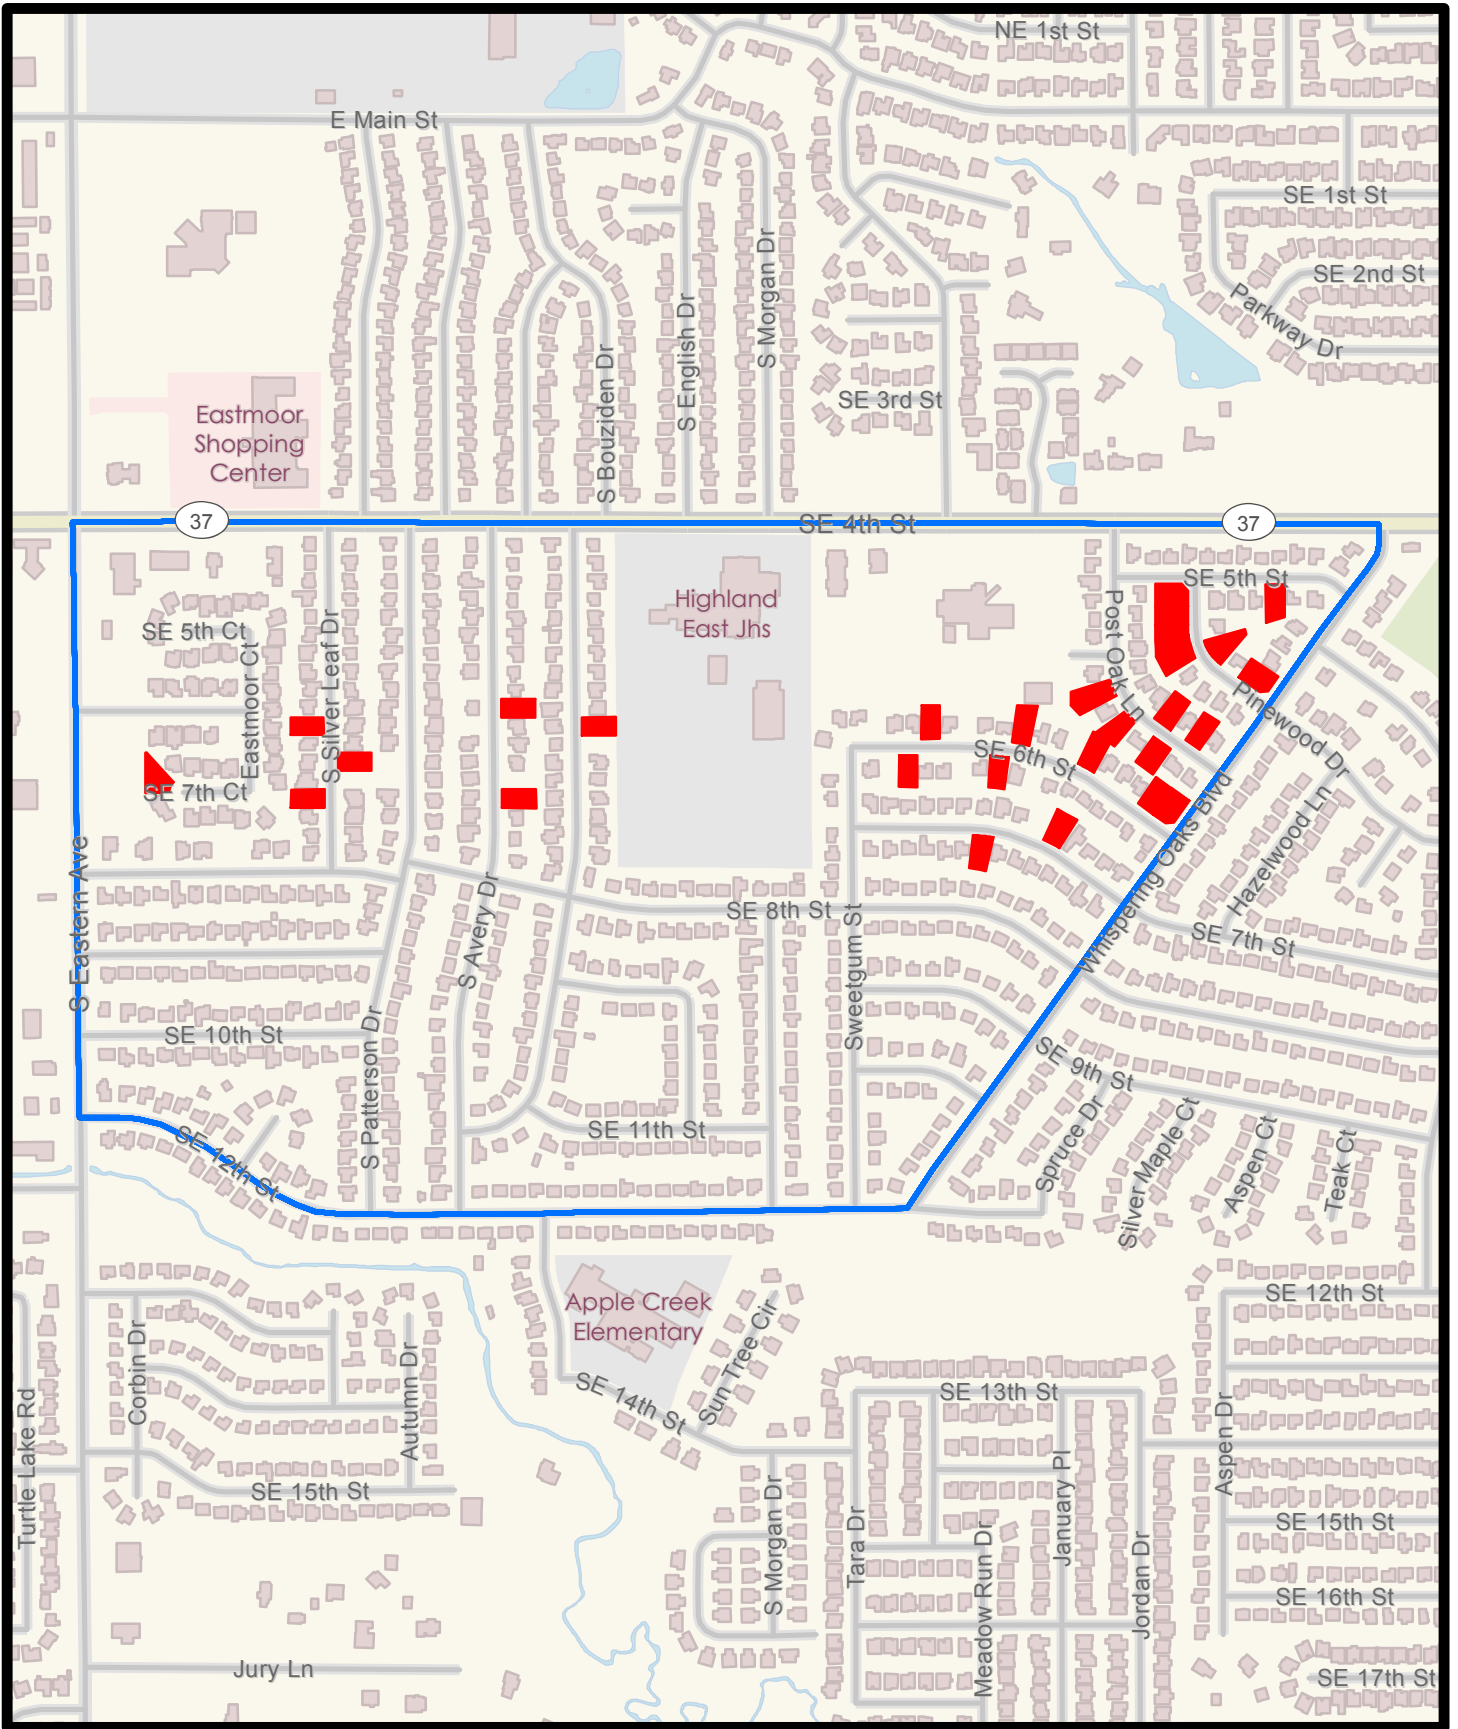 NE 1st St
E Main St
SE 1st St
SE 2nd St
Parkway Dr
S Morgan Dr
S English Dr
S Bouziden Dr
SE 3rd St
Eastmoor
Shopping
Center
37
SE 4th St
37
SE 5th St
Highland
East Jhs
SE 5th Ct
Eastmoor Ct
S Silver Leaf Dr
Post Oak Ln
Pinewood Dr
SE 6th St
SE 7th Ct
Whispering Oaks Blvd
Hazelwood Ln
S Eastern Ave
S Avery Dr
SE 8th St
Sweetgum St
SE 7th St
SE 10th St
S Patterson Dr
SE 9th St
SE 11th St
SE 12th St
Spruce Dr
Silver Maple Ct
Aspen Ct
Teak Ct
Apple Creek
Elementary
SE 12th St
Sun Tree Cir
Corbin Dr
Autumn Dr
Turtle Lake Rd
SE 14th St
SE 13th St
Aspen Dr
SE 15th St
S Morgan Dr
Tara Dr
January Pl
Meadow Run Dr
Jordan Dr
SE 15th St
SE 16th St
Jury Ln
SE 17th St